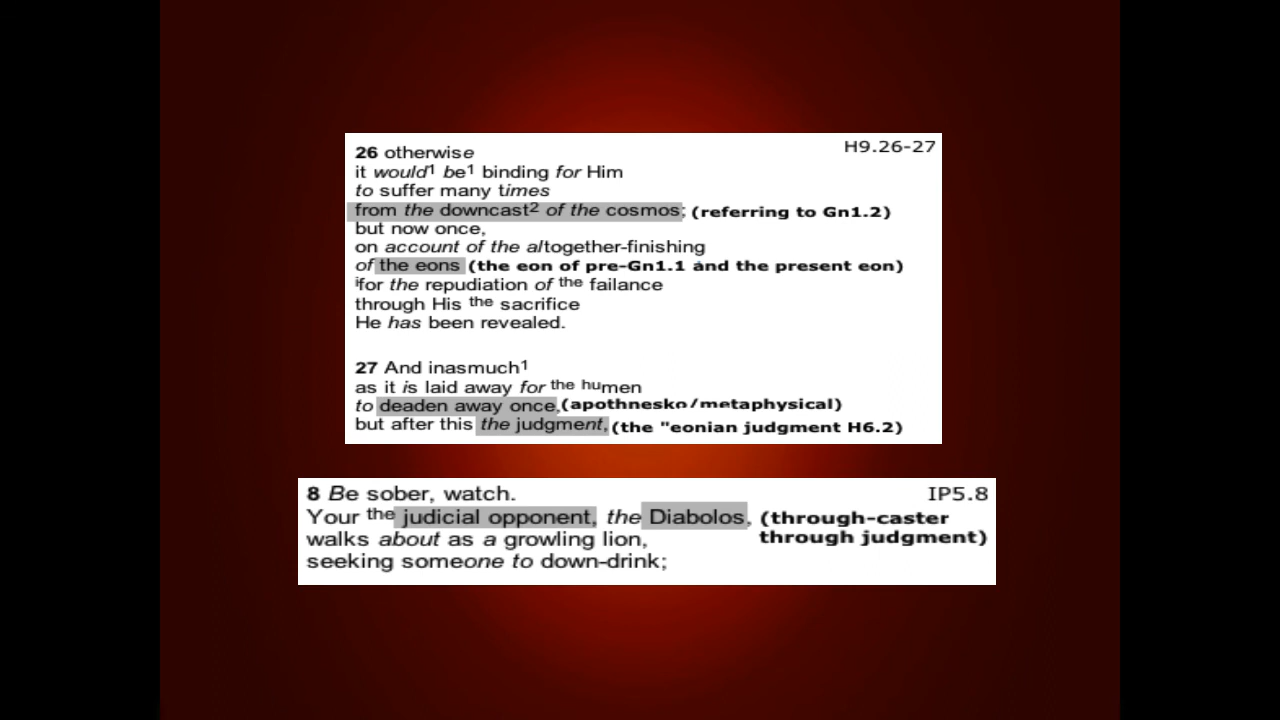 26 otherwise H9.26-27
it would¹ be¹ binding for Him
to suffer many times
from the downcast² of the cosmos; (referring to Gn1.2)
but now once,
on account of the altogether-finishing
of the eons (the eon of pre-Gn1.1 and the present eon)
ⁱfor the repudiation of the failance
through His the sacrifice
He has been revealed.
27 And inasmuch¹
as it is laid away for the humen
to deaden away once, (apothnesko/metaphysical)
but after this the judgment, (the "eonian judgment H6.2)
8 Be sober, watch. IP5.8
Your the judicial opponent, the Diabolos, (through-caster
walks about as a growling lion, through judgment)
seeking someone to down-drink;